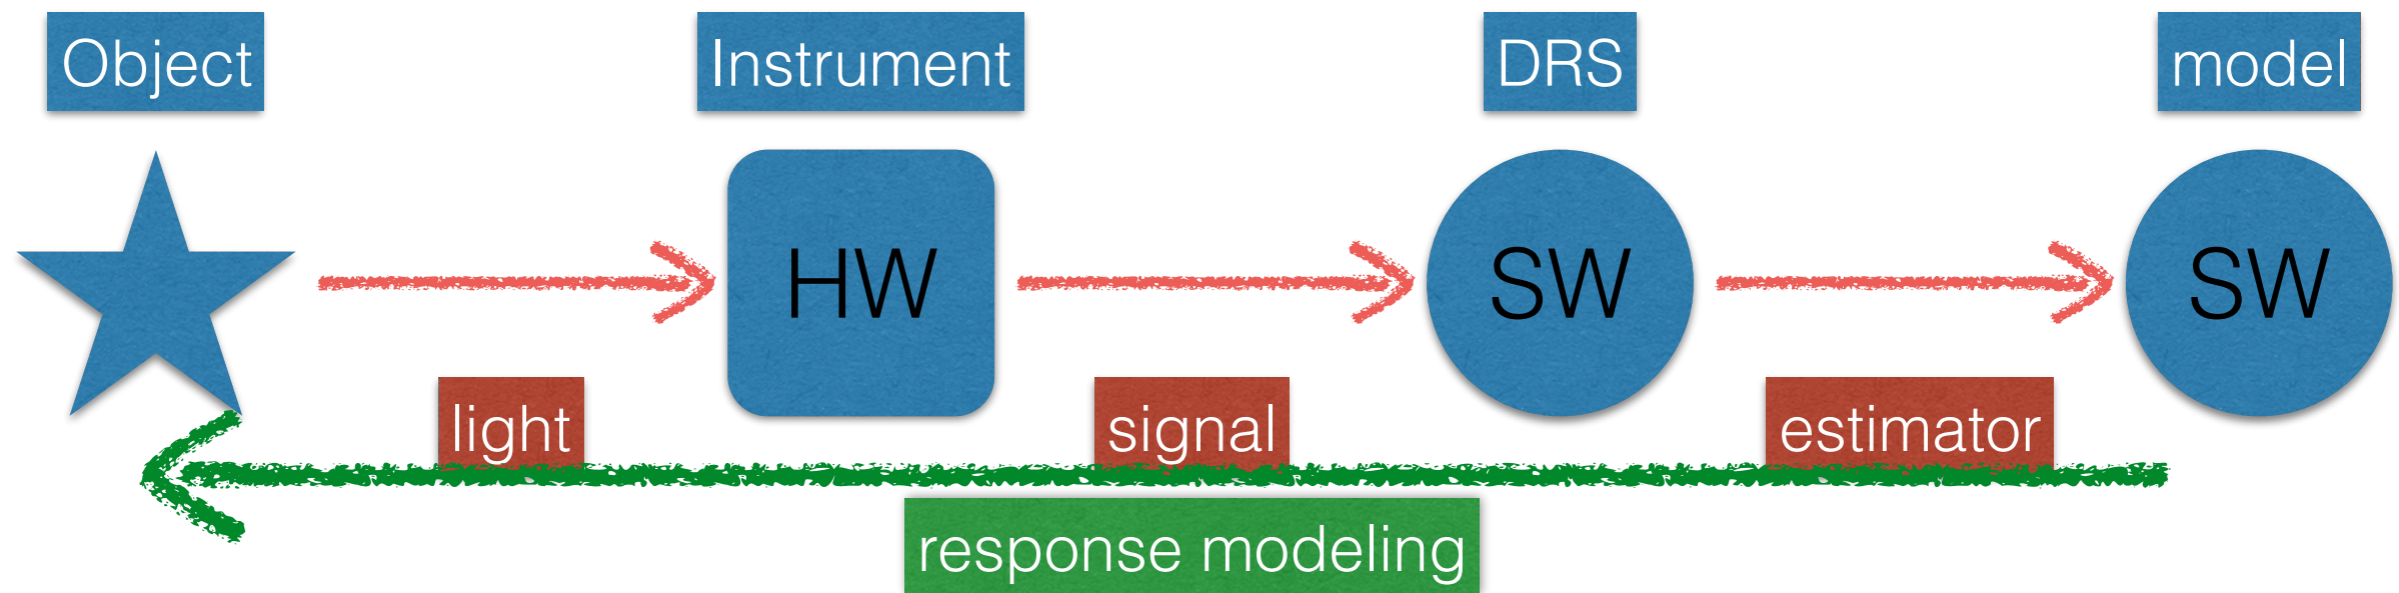 Object
Instrument
DRS
model
HW
SW
SW
light
signal
estimator
response modeling